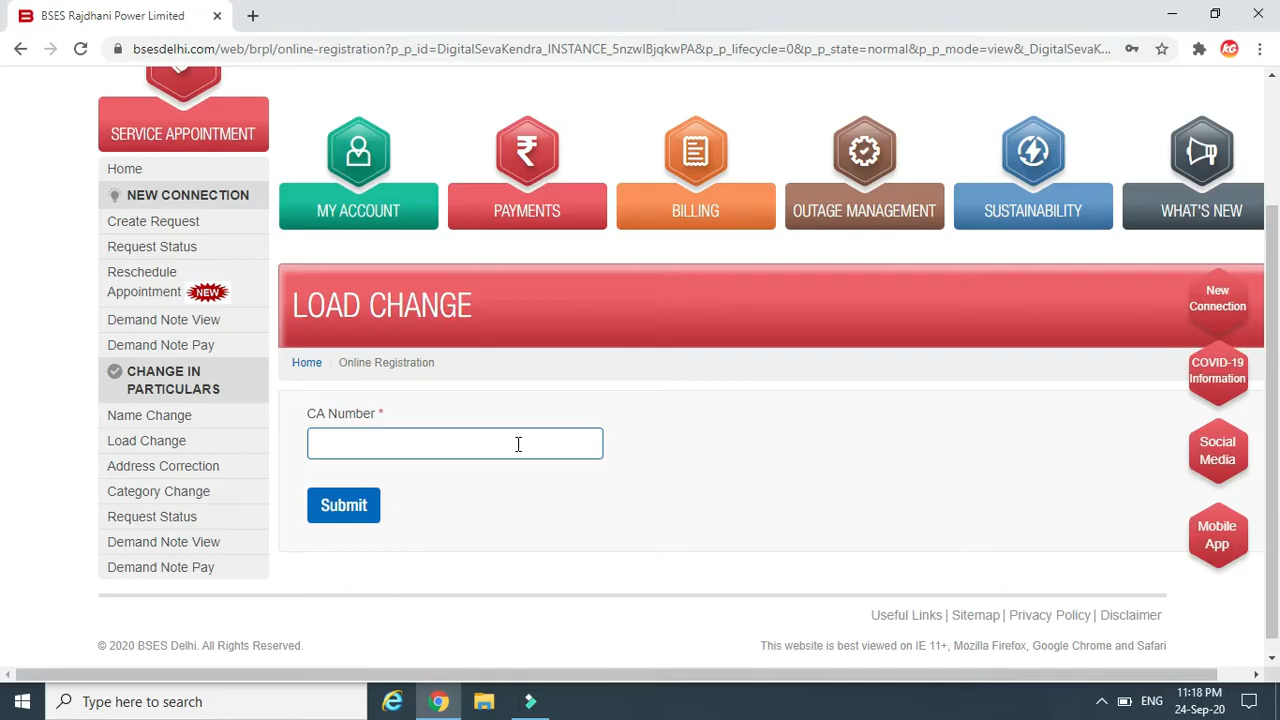 BSES Rajdhani Power Limited
bsesdelhi.com/web/brpl/online-registration?p_p_id=DigitalSevaKendra_INSTANCE_5nzwIBjqkwPA&p_p_lifecycle=0&p_p_state=normal&p_p_mode=view&_DigitalSevaK...
SERVICE APPOINTMENT
Home
NEW CONNECTION
Create Request
Request Status
Reschedule
Appointment NEW
Demand Note View
Demand Note Pay
CHANGE IN
PARTICULARS
Name Change
Load Change
Address Correction
Category Change
Request Status
Demand Note View
Demand Note Pay
MY ACCOUNT
PAYMENTS
BILLING
OUTAGE MANAGEMENT
SUSTAINABILITY
WHAT'S NEW
LOAD CHANGE
Home Online Registration
CA Number *
Submit
New
Connection
COVID-19
Information
Social
Media
Mobile
App
Useful Links | Sitemap | Privacy Policy | Disclaimer
© 2020 BSES Delhi. All Rights Reserved.
This website is best viewed on IE 11+, Mozilla Firefox, Google Chrome and Safari
Type here to search
ENG
11:18 PM
24-Sep-20